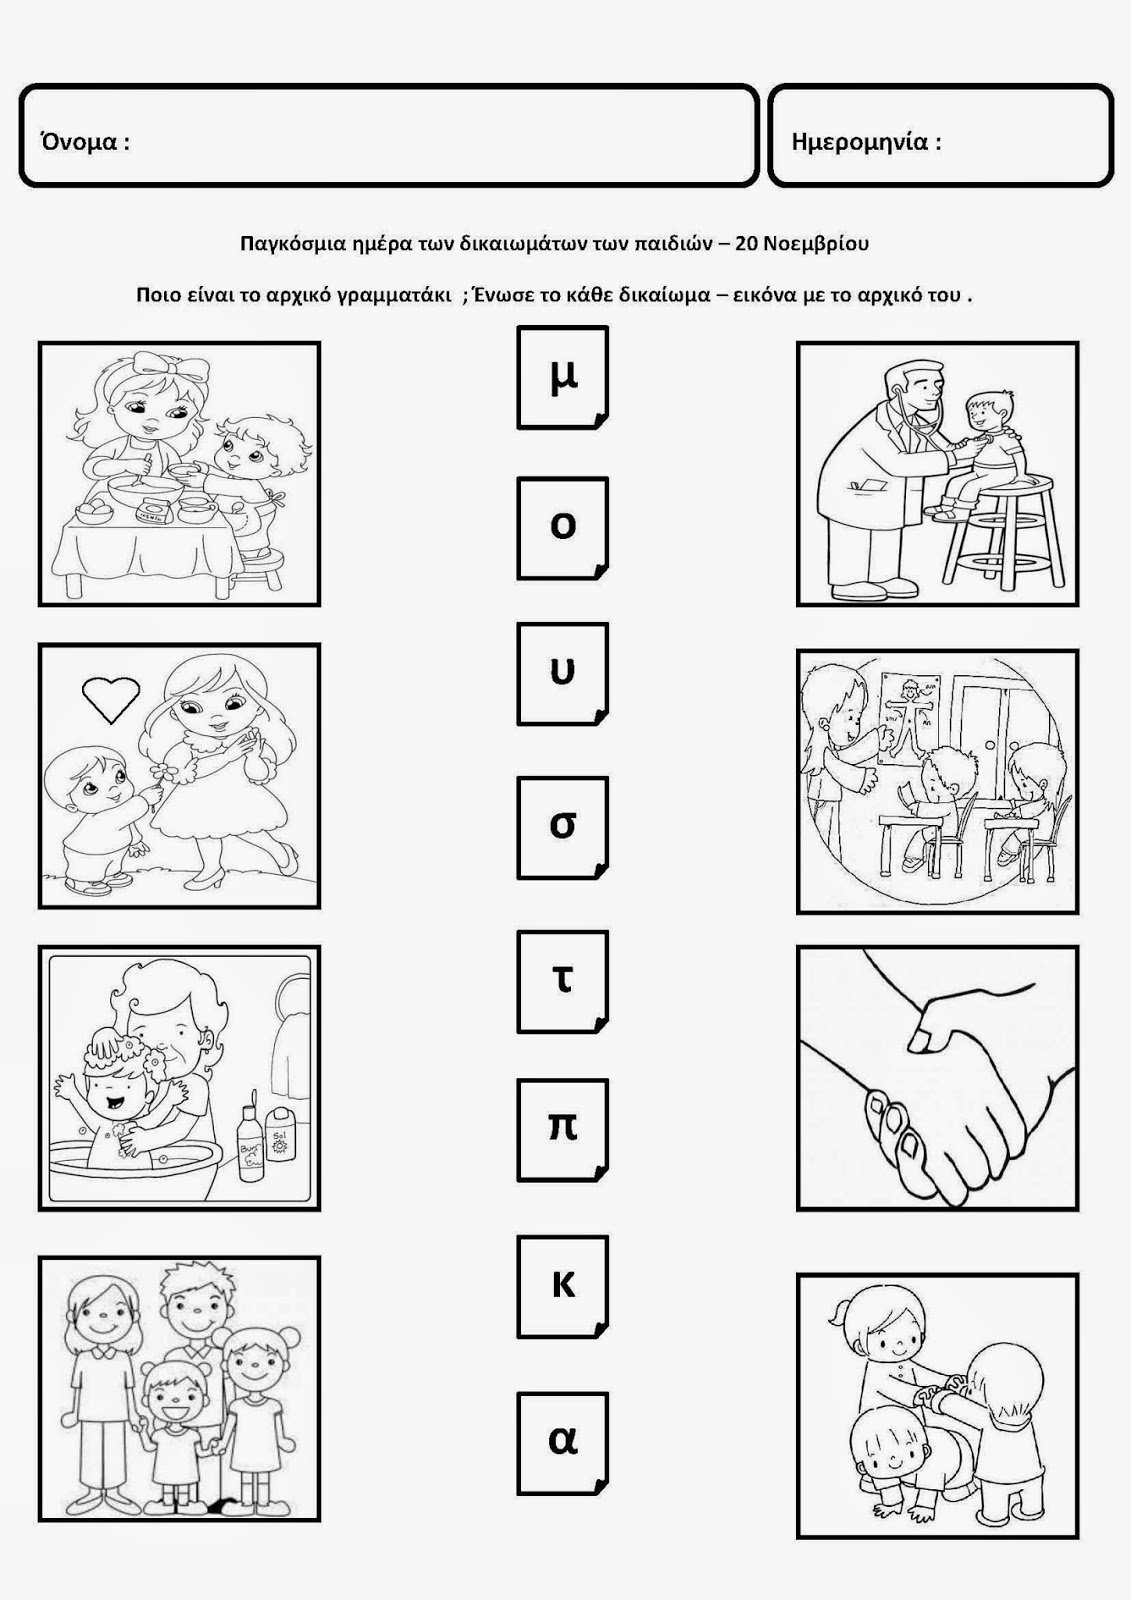 Όνομα :
Ημερομηνία :
Παγκόσμια ημέρα των δικαιωμάτων των παιδιών – 20 Νοεμβρίου
Ποιο είναι το αρχικό γραμματάκι ; Ένωσε το κάθε δικαίωμα – εικόνα με το αρχικό του .
μ
ο
υ
σ
τ
π
κ
α
Sol